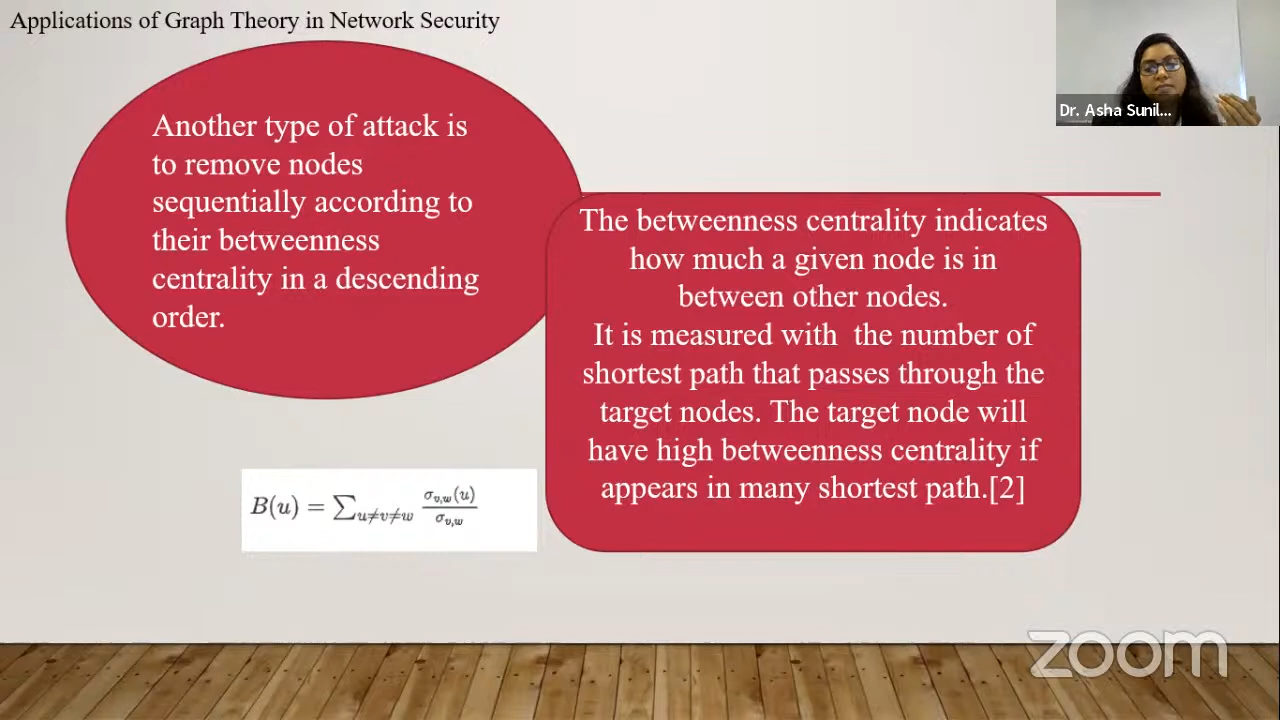 Applications of Graph Theory in Network Security
Another type of attack is
to remove nodes
sequentially according to
their betweenness
centrality in a descending
order.
The betweenness centrality indicates
how much a given node is in
between other nodes.
It is measured with  the number of
shortest path that passes through the
target nodes. The target node will
have high betweenness centrality if
appears in many shortest path.[2]
B(u) = ∑u≠v≠w σv,w(u) / σv,w
Dr. Asha Sunil...
zoom